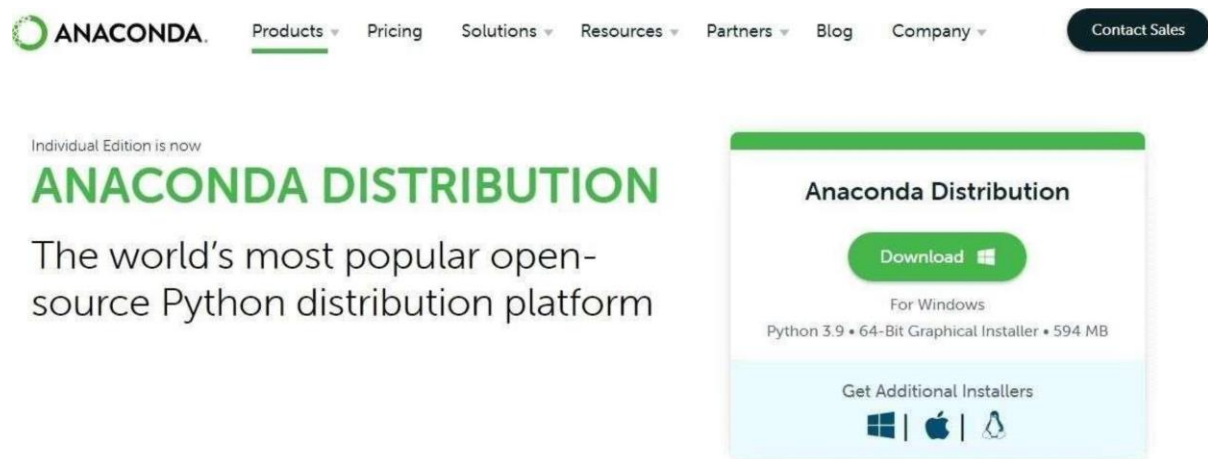 ANACONDA.
Products Pricing Solutions Resources Partners Blog Company Contact Sales
Individual Edition is now
ANACONDA DISTRIBUTION
The world's most popular open-
source Python distribution platform
Anaconda Distribution
Download
For Windows
Python 3.9 • 64-Bit Graphical Installer • 594 MB
Get Additional Installers